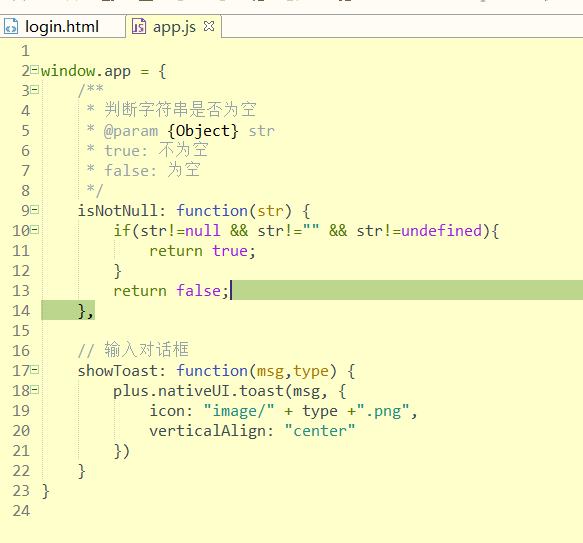 login.html app.js
1
2 window.app = {
3 /**
4 * 判断字符串是否为空
5 * @param {Object} str
6 * true: 不为空
7 * false: 为空
8 */
9 isNotNull: function(str) {
10 if(str!=null && str!="" && str!=undefined){
11 return true;
12 }
13 return false;
14 },
15
16 // 输入对话框
17 showToast: function(msg,type) {
18 plus.nativeUI.toast(msg, {
19 icon: "image/" + type +".png",
20 verticalAlign: "center"
21 })
22 }
23 }
24